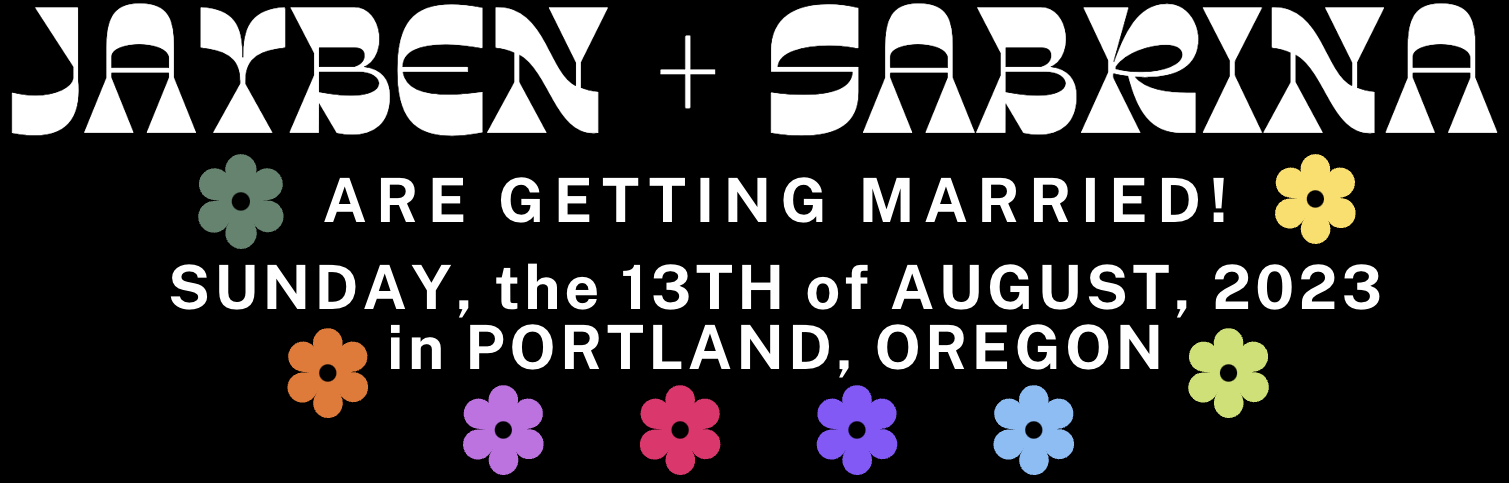 JAYBEN + SABRINA
ARE GETTING MARRIED!
SUNDAY, the 13TH of AUGUST, 2023
in PORTLAND, OREGON